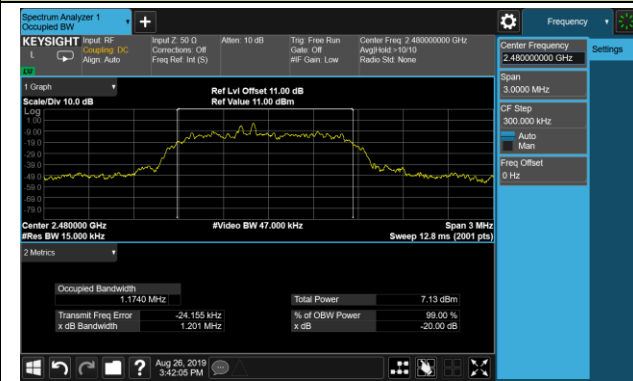 Spectrum Analyzer 1
Occupied BW
Frequency
KEYSIGHT
L
Input: RF
Coupling: DC
Align: Auto
Input Z: 50 Ω
Corrections: Off
Freq Ref: Int (S)
Atten: 10 dB
Trig: Free Run
Gate: Off
#IF Gain: Low
Center Freq: 2.480000000 GHz
Avg|Hold:>10/10
Radio Std: None
Center Frequency
2.480000000 GHz
Settings
Span
3.0000 MHz
CF Step
300.000 kHz
Auto
Man
Freq Offset
0 Hz
1 Graph
Scale/Div 10.0 dB
Ref Lvl Offset 11.00 dB
Ref Value 11.00 dBm
Log
1.00
-9.00
-19.0
-29.0
-39.0
-49.0
-59.0
-69.0
-79.0
Center 2.480000 GHz
#Res BW 15.000 kHz
#Video BW 47.000 kHz
Span 3 MHz
Sweep 12.8 ms (2001 pts)
2 Metrics
Occupied Bandwidth
1.1740 MHz
Total Power 7.13 dBm
Transmit Freq Error -24.155 kHz
% of OBW Power 99.00 %
x dB Bandwidth 1.201 MHz
x dB -20.00 dB
?
Aug 26, 2019
3:42:05 PM